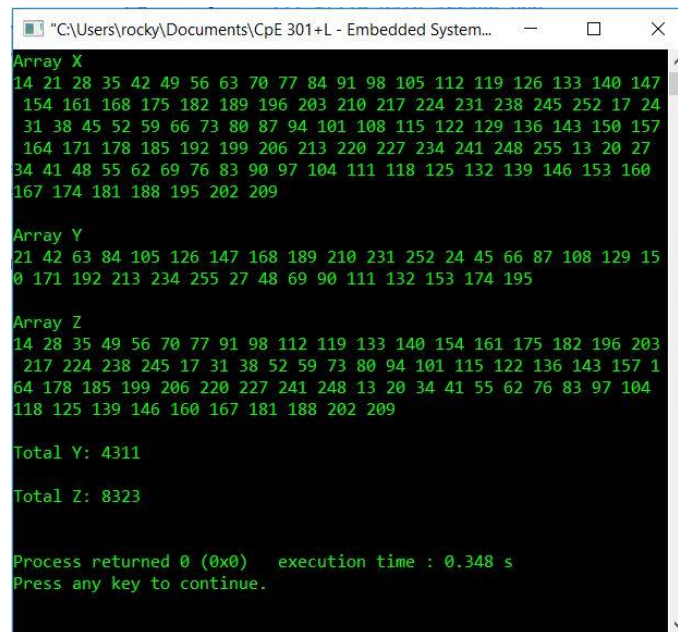 "C:\Users\rocky\Documents\CpE 301+L - Embedded System...
Array X
14 21 28 35 42 49 56 63 70 77 84 91 98 105 112 119 126 133 140 147
154 161 168 175 182 189 196 203 210 217 224 231 238 245 252 17 24
31 38 45 52 59 66 73 80 87 94 101 108 115 122 129 136 143 150 157
164 171 178 185 192 199 206 213 220 227 234 241 248 255 13 20 27
34 41 48 55 62 69 76 83 90 97 104 111 118 125 132 139 146 153 160
167 174 181 188 195 202 209
Array Y
21 42 63 84 105 126 147 168 189 210 231 252 24 45 66 87 108 129 15
0 171 192 213 234 255 27 48 69 90 111 132 153 174 195
Array Z
14 28 35 49 56 70 77 91 98 112 119 133 140 154 161 175 182 196 203
217 224 238 245 17 31 38 52 59 73 80 94 101 115 122 136 143 157 1
64 178 185 199 206 220 227 241 248 13 20 34 41 55 62 76 83 97 104
118 125 139 146 160 167 181 188 202 209
Total Y: 4311
Total Z: 8323
Process returned 0 (0x0)   execution time : 0.348 s
Press any key to continue.